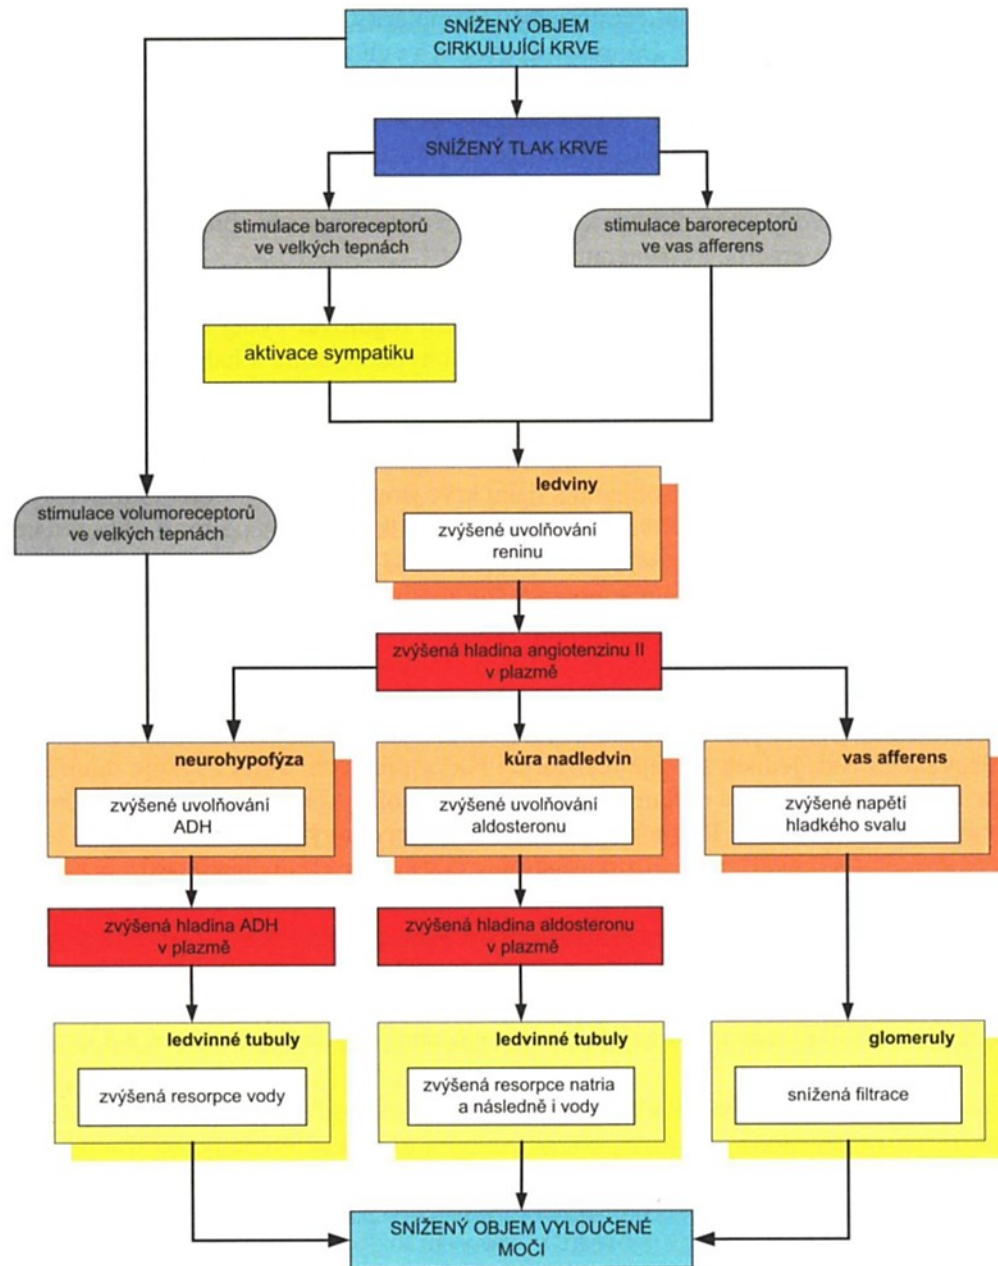 SNÍŽENÝ OBJEM
CIRKULUJÍCÍ KRVE
SNÍŽENÝ TLAK KRVE
stimulace baroreceptorů
ve velkých tepnách
stimulace baroreceptorů
ve vas afferens
aktivace sympatiku
ledviny
zvýšené uvolňování
reninu
stimulace volumoreceptorů
ve velkých tepnách
zvýšená hladina angiotenzinu II
v plazmě
neurohypofýza
zvýšené uvolňování
ADH
kůra nadledvin
zvýšené uvolňování
aldosteronu
vas afferens
zvýšené napětí
hladkého svalu
zvýšená hladina ADH
v plazmě
zvýšená hladina aldosteronu
v plazmě
ledvinné tubuly
zvýšená resorpce vody
ledvinné tubuly
zvýšená resorpce natria
a následně i vody
glomeruly
snížená filtrace
SNÍŽENÝ OBJEM VYLOUČENÉ
MOČI